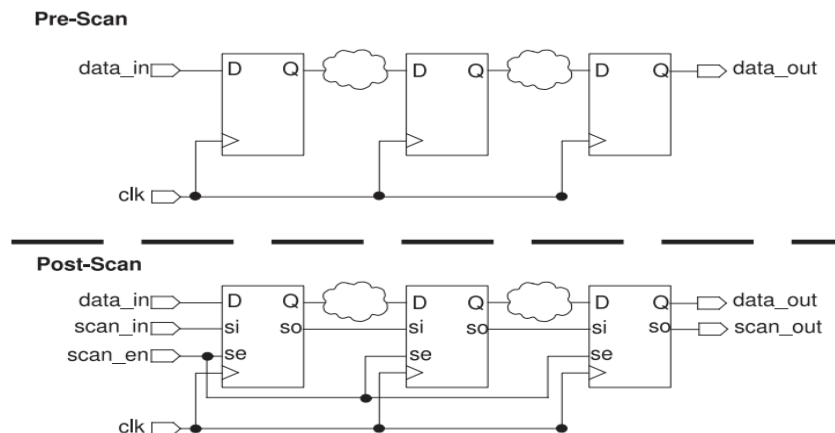 Pre-Scan
data_in D Q D Q D Q data_out
clk
Post-Scan
data_in D Q D Q D Q data_out
scan_in si so si so si so scan_out
scan_en se se se
clk